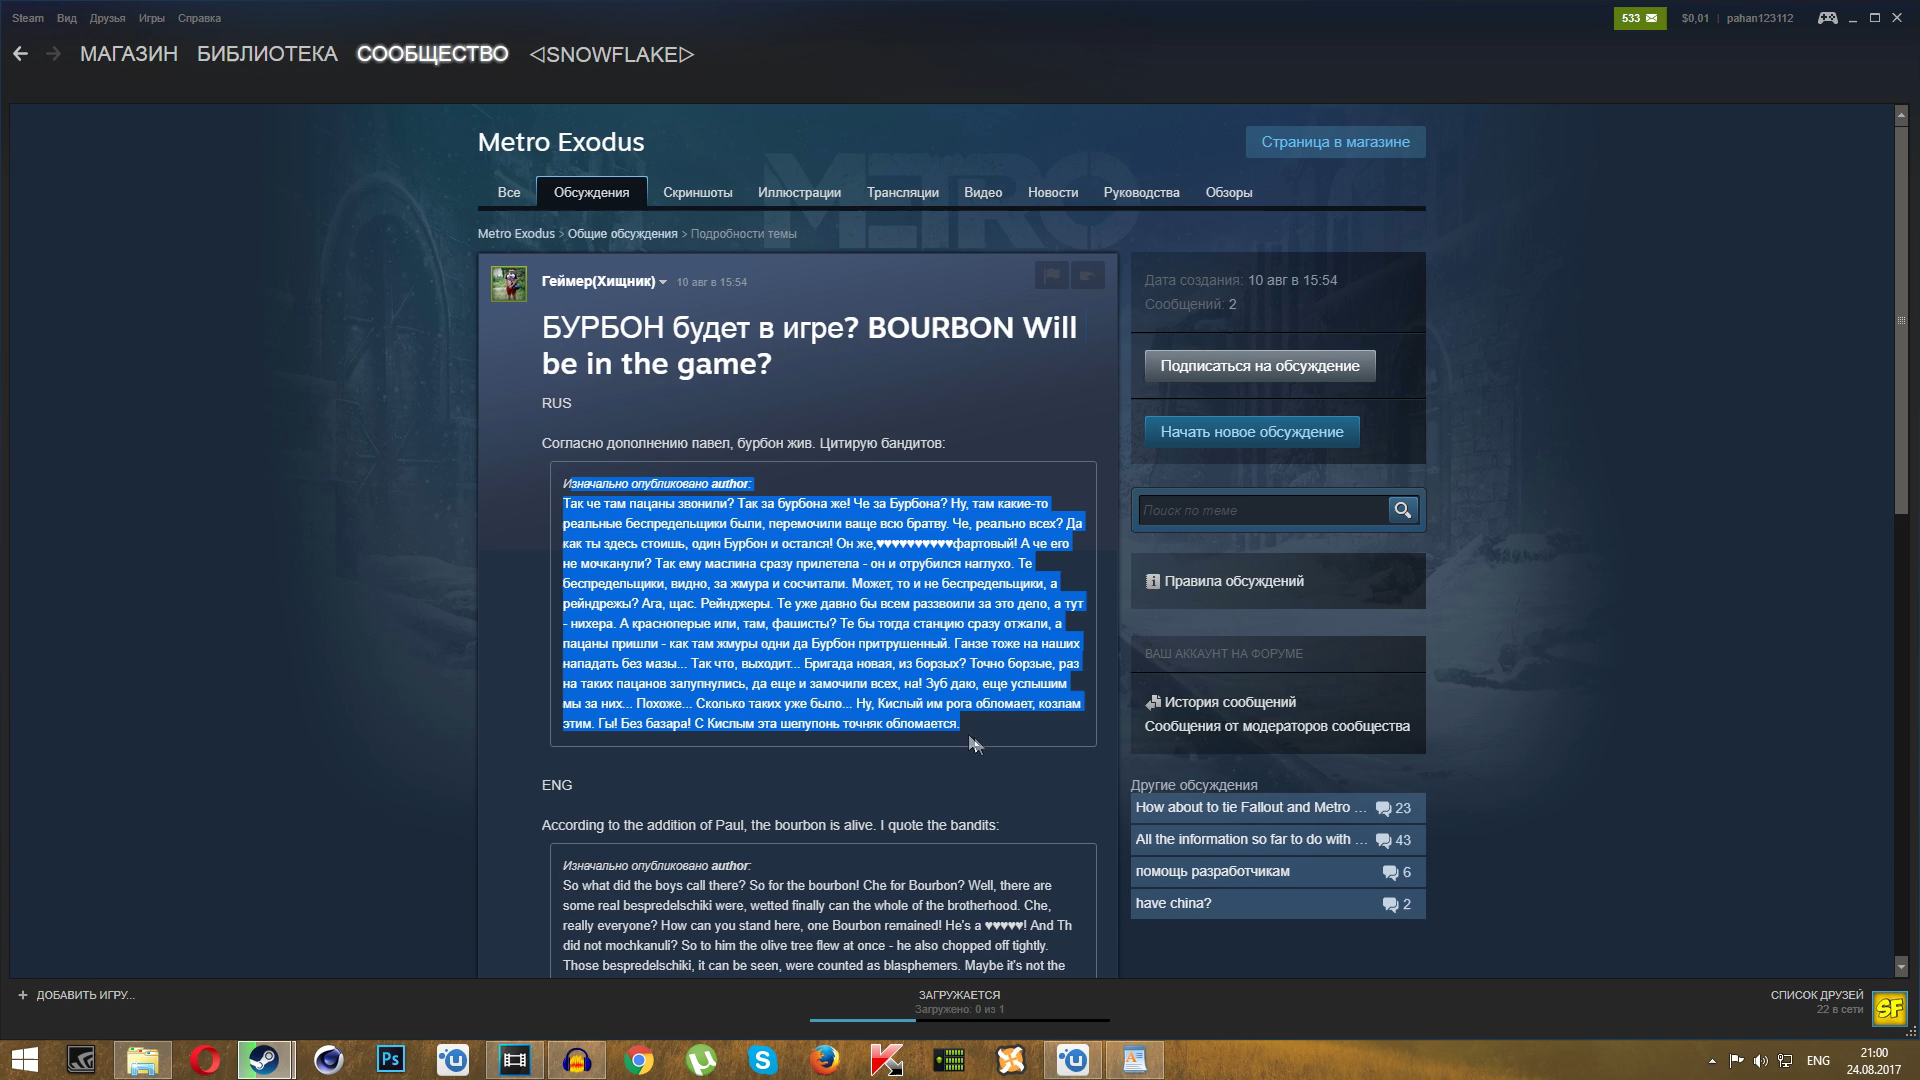 Steam Вид Друзья Игры Справка
533 $0,01 | pahan123112
МАГАЗИН БИБЛИОТЕКА СООБЩЕСТВО ◁SNOWFLAKE▷
METRO
Metro Exodus
Страница в магазине
Все Обсуждения Скриншоты Иллюстрации Трансляции Видео Новости Руководства Обзоры
Metro Exodus > Общие обсуждения > Подробности темы
Геймер(Хищник) 10 авг в 15:54
БУРБОН будет в игре? BOURBON Will
be in the game?
RUS
Согласно дополнению павел, бурбон жив. Цитирую бандитов:
Изначально опубликовано author:
Так че там пацаны звонили? Так за бурбона же! Че за Бурбона? Ну, там какие-то
реальные беспредельщики были, перемочили ваще всю братву. Че, реально всех? Да
как ты здесь стоишь, один Бурбон и остался! Он же,♥♥♥♥♥♥♥♥♥♥фартовый! А че его
не мочканули? Так ему маслина сразу прилетела - он и отрубился наглухо. Те
беспредельщики, видно, за жмура и сосчитали. Может, то и не беспредельщики, а
рейндрежы? Ага, щас. Рейнджеры. Те уже давно бы всем раззвоили за это дело, а тут
- нихера. А красноперые или, там, фашисты? Те бы тогда станцию сразу отжали, а
пацаны пришли - как там жмуры одни да Бурбон притрушенный. Ганзе тоже на наших
нападать без мазы... Так что, выходит... Бригада новая, из борзых? Точно борзые, раз
на таких пацанов залупнулись, да еще и замочили всех, на! Зуб даю, еще услышим
мы за них... Похоже... Сколько таких уже было... Ну, Кислый им рога обломает, козлам
этим. Гы! Без базара! С Кислым эта шелупонь точняк обломается.
ENG
According to the addition of Paul, the bourbon is alive. I quote the bandits:
Изначально опубликовано author:
So what did the boys call there? So for the bourbon! Che for Bourbon? Well, there are
some real bespredelschiki were, wetted finally can the whole of the brotherhood. Che,
really everyone? How can you stand here, one Bourbon remained! He's a ♥♥♥♥♥! And Th
did not mochkanuli? So to him the olive tree flew at once - he also chopped off tightly.
Those bespredelschiki, it can be seen, were counted as blasphemers. Maybe it's not the
Дата создания: 10 авг в 15:54
Сообщений: 2
Подписаться на обсуждение
Начать новое обсуждение
Поиск по теме
Правила обсуждений
ВАШ АККАУНТ НА ФОРУМЕ
История сообщений
Сообщения от модераторов сообщества
Другие обсуждения
How about to tie Fallout and Metro ... 23
All the information so far to do with ... 43
помощь разработчикам 6
have china? 2
+ ДОБАВИТЬ ИГРУ...
ЗАГРУЖАЕТСЯ
Загружено: 0 из 1
СПИСОК ДРУЗЕЙ
22 в сети
SF
Ps
ENG
21:00
24.08.2017